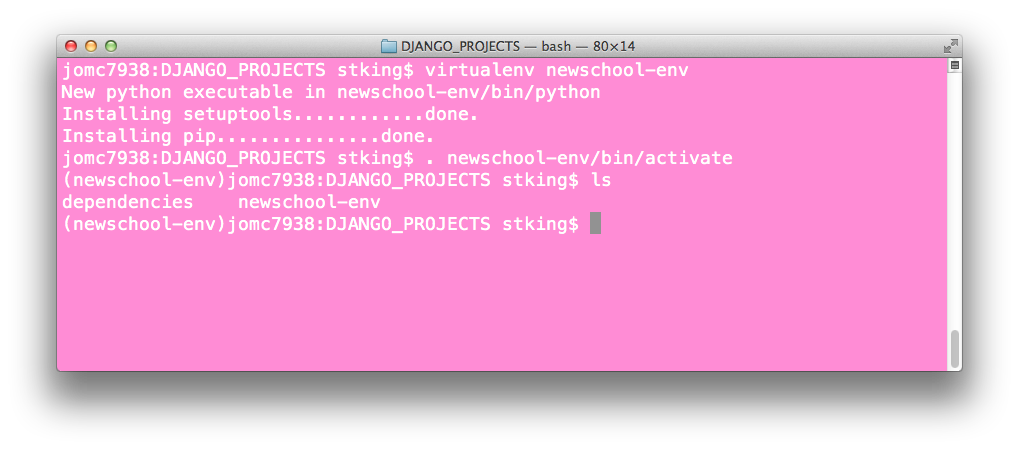 DJANGO_PROJECTS — bash — 80×14
jomc7938:DJANGO_PROJECTS stking$ virtualenv newschool-env
New python executable in newschool-env/bin/python
Installing setuptools............done.
Installing pip...............done.
jomc7938:DJANGO_PROJECTS stking$ . newschool-env/bin/activate
(newschool-env)jomc7938:DJANGO_PROJECTS stking$ ls
dependencies    newschool-env
(newschool-env)jomc7938:DJANGO_PROJECTS stking$